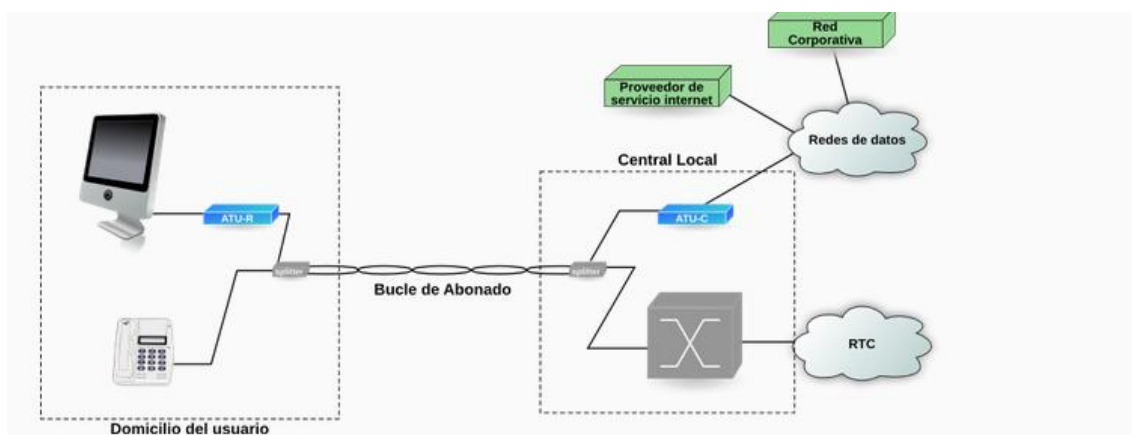 Red
Corporativa
Proveedor de
servicio internet
Redes de datos
Central Local
ATU-R
ATU-C
splitter
splitter
Bucle de Abonado
RTC
Domicilio del usuario